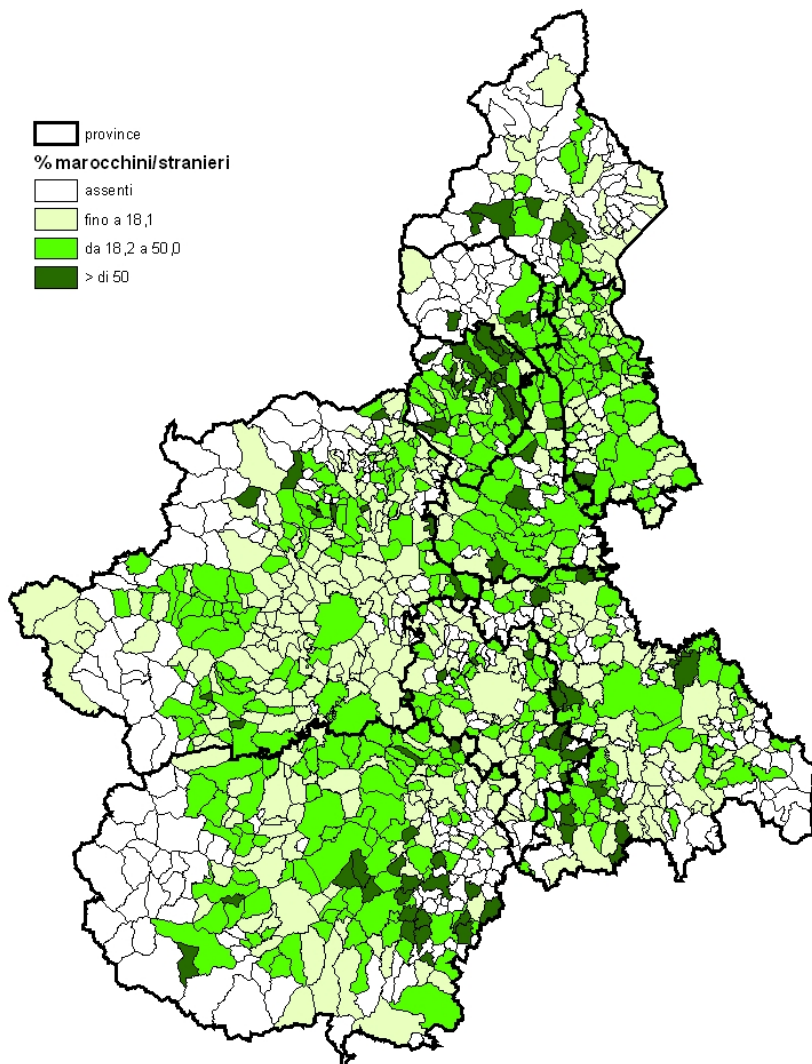 province
% marocchini/stranieri
assenti
fino a 18,1
da 18,2 a 50,0
> di 50